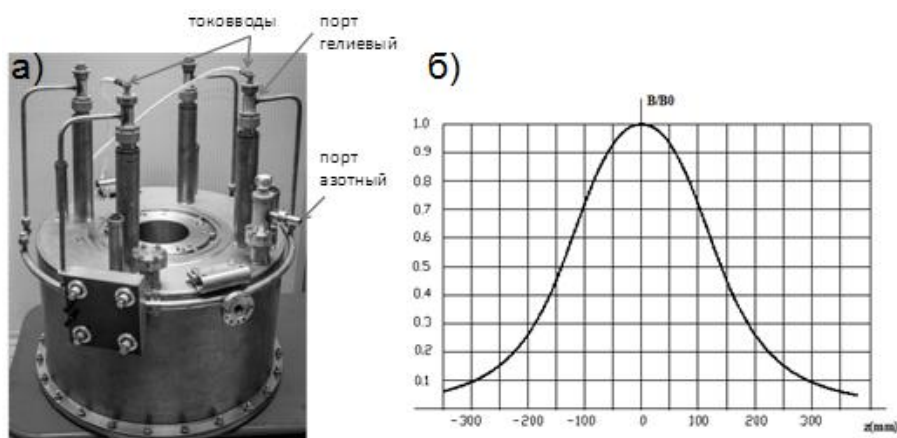 токовводы
порт
гелиевый
порт
азотный
а)
б)
B/B0
1.0
0.9
0.8
0.7
0.6
0.5
0.4
0.3
0.2
0.1
-300 -200 -100 0 100 200 300
z(mm)